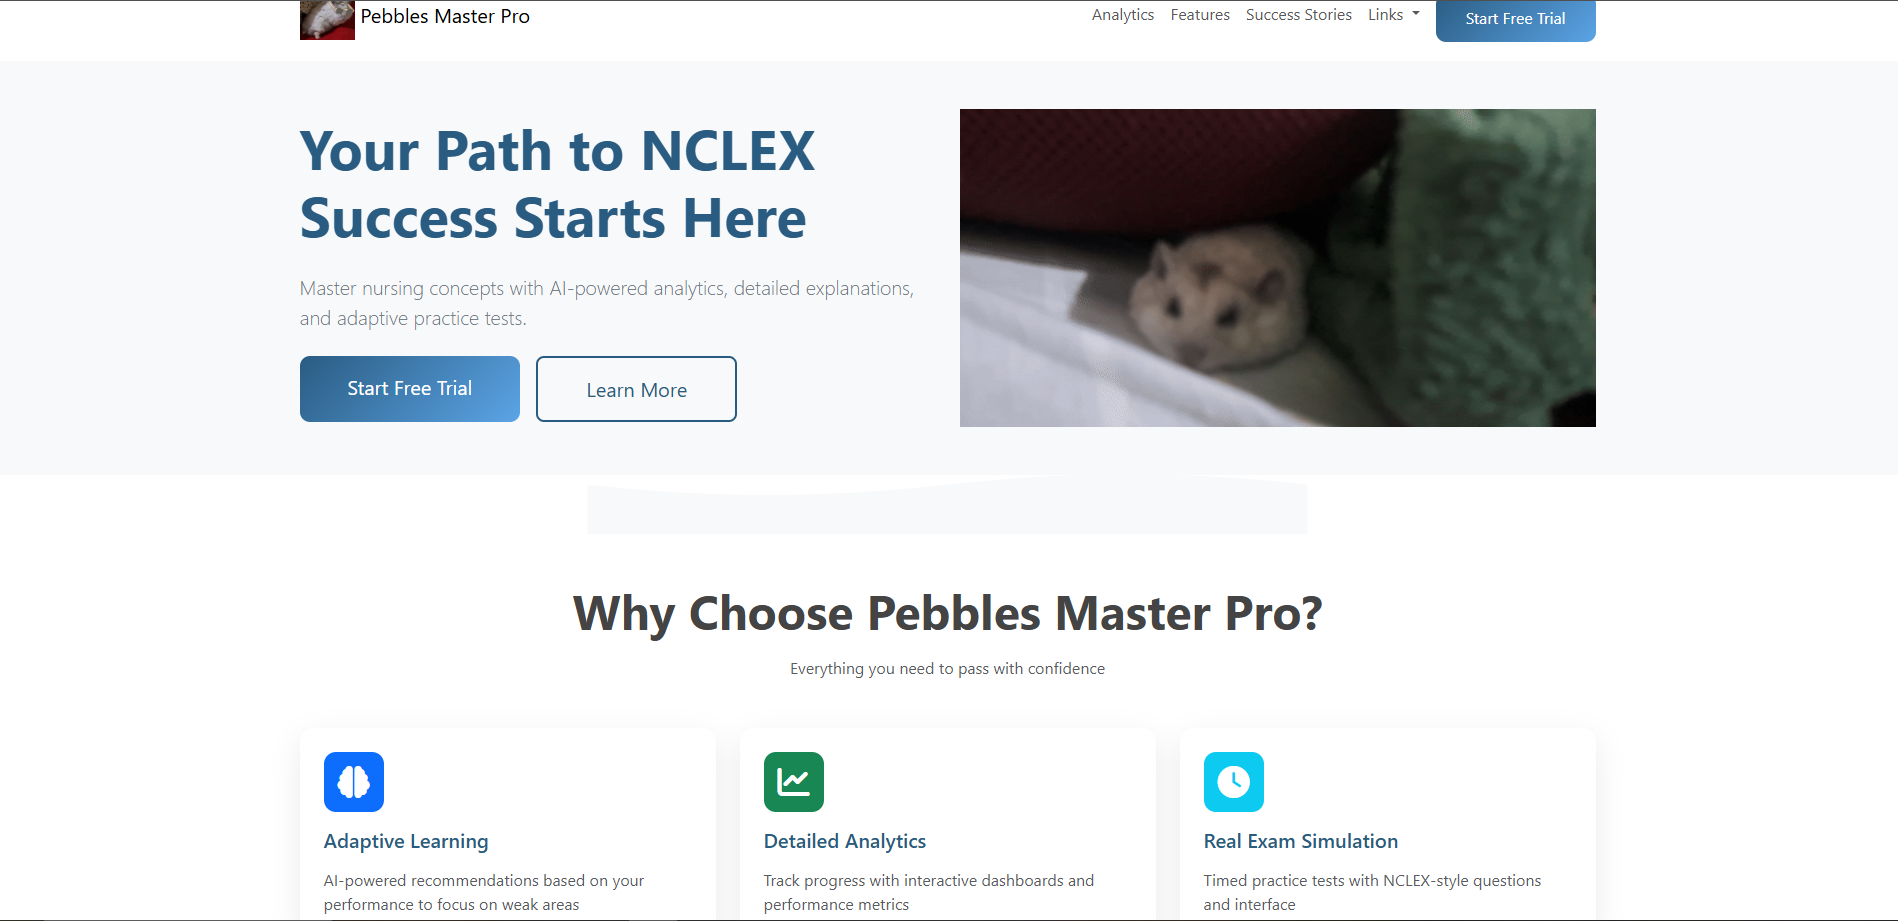 Pebbles Master Pro
Analytics Features Success Stories Links Start Free Trial
Your Path to NCLEX
Success Starts Here
Master nursing concepts with AI-powered analytics, detailed explanations,
and adaptive practice tests.
Start Free Trial Learn More
Why Choose Pebbles Master Pro?
Everything you need to pass with confidence
Adaptive Learning
AI-powered recommendations based on your
performance to focus on weak areas
Detailed Analytics
Track progress with interactive dashboards and
performance metrics
Real Exam Simulation
Timed practice tests with NCLEX-style questions
and interface